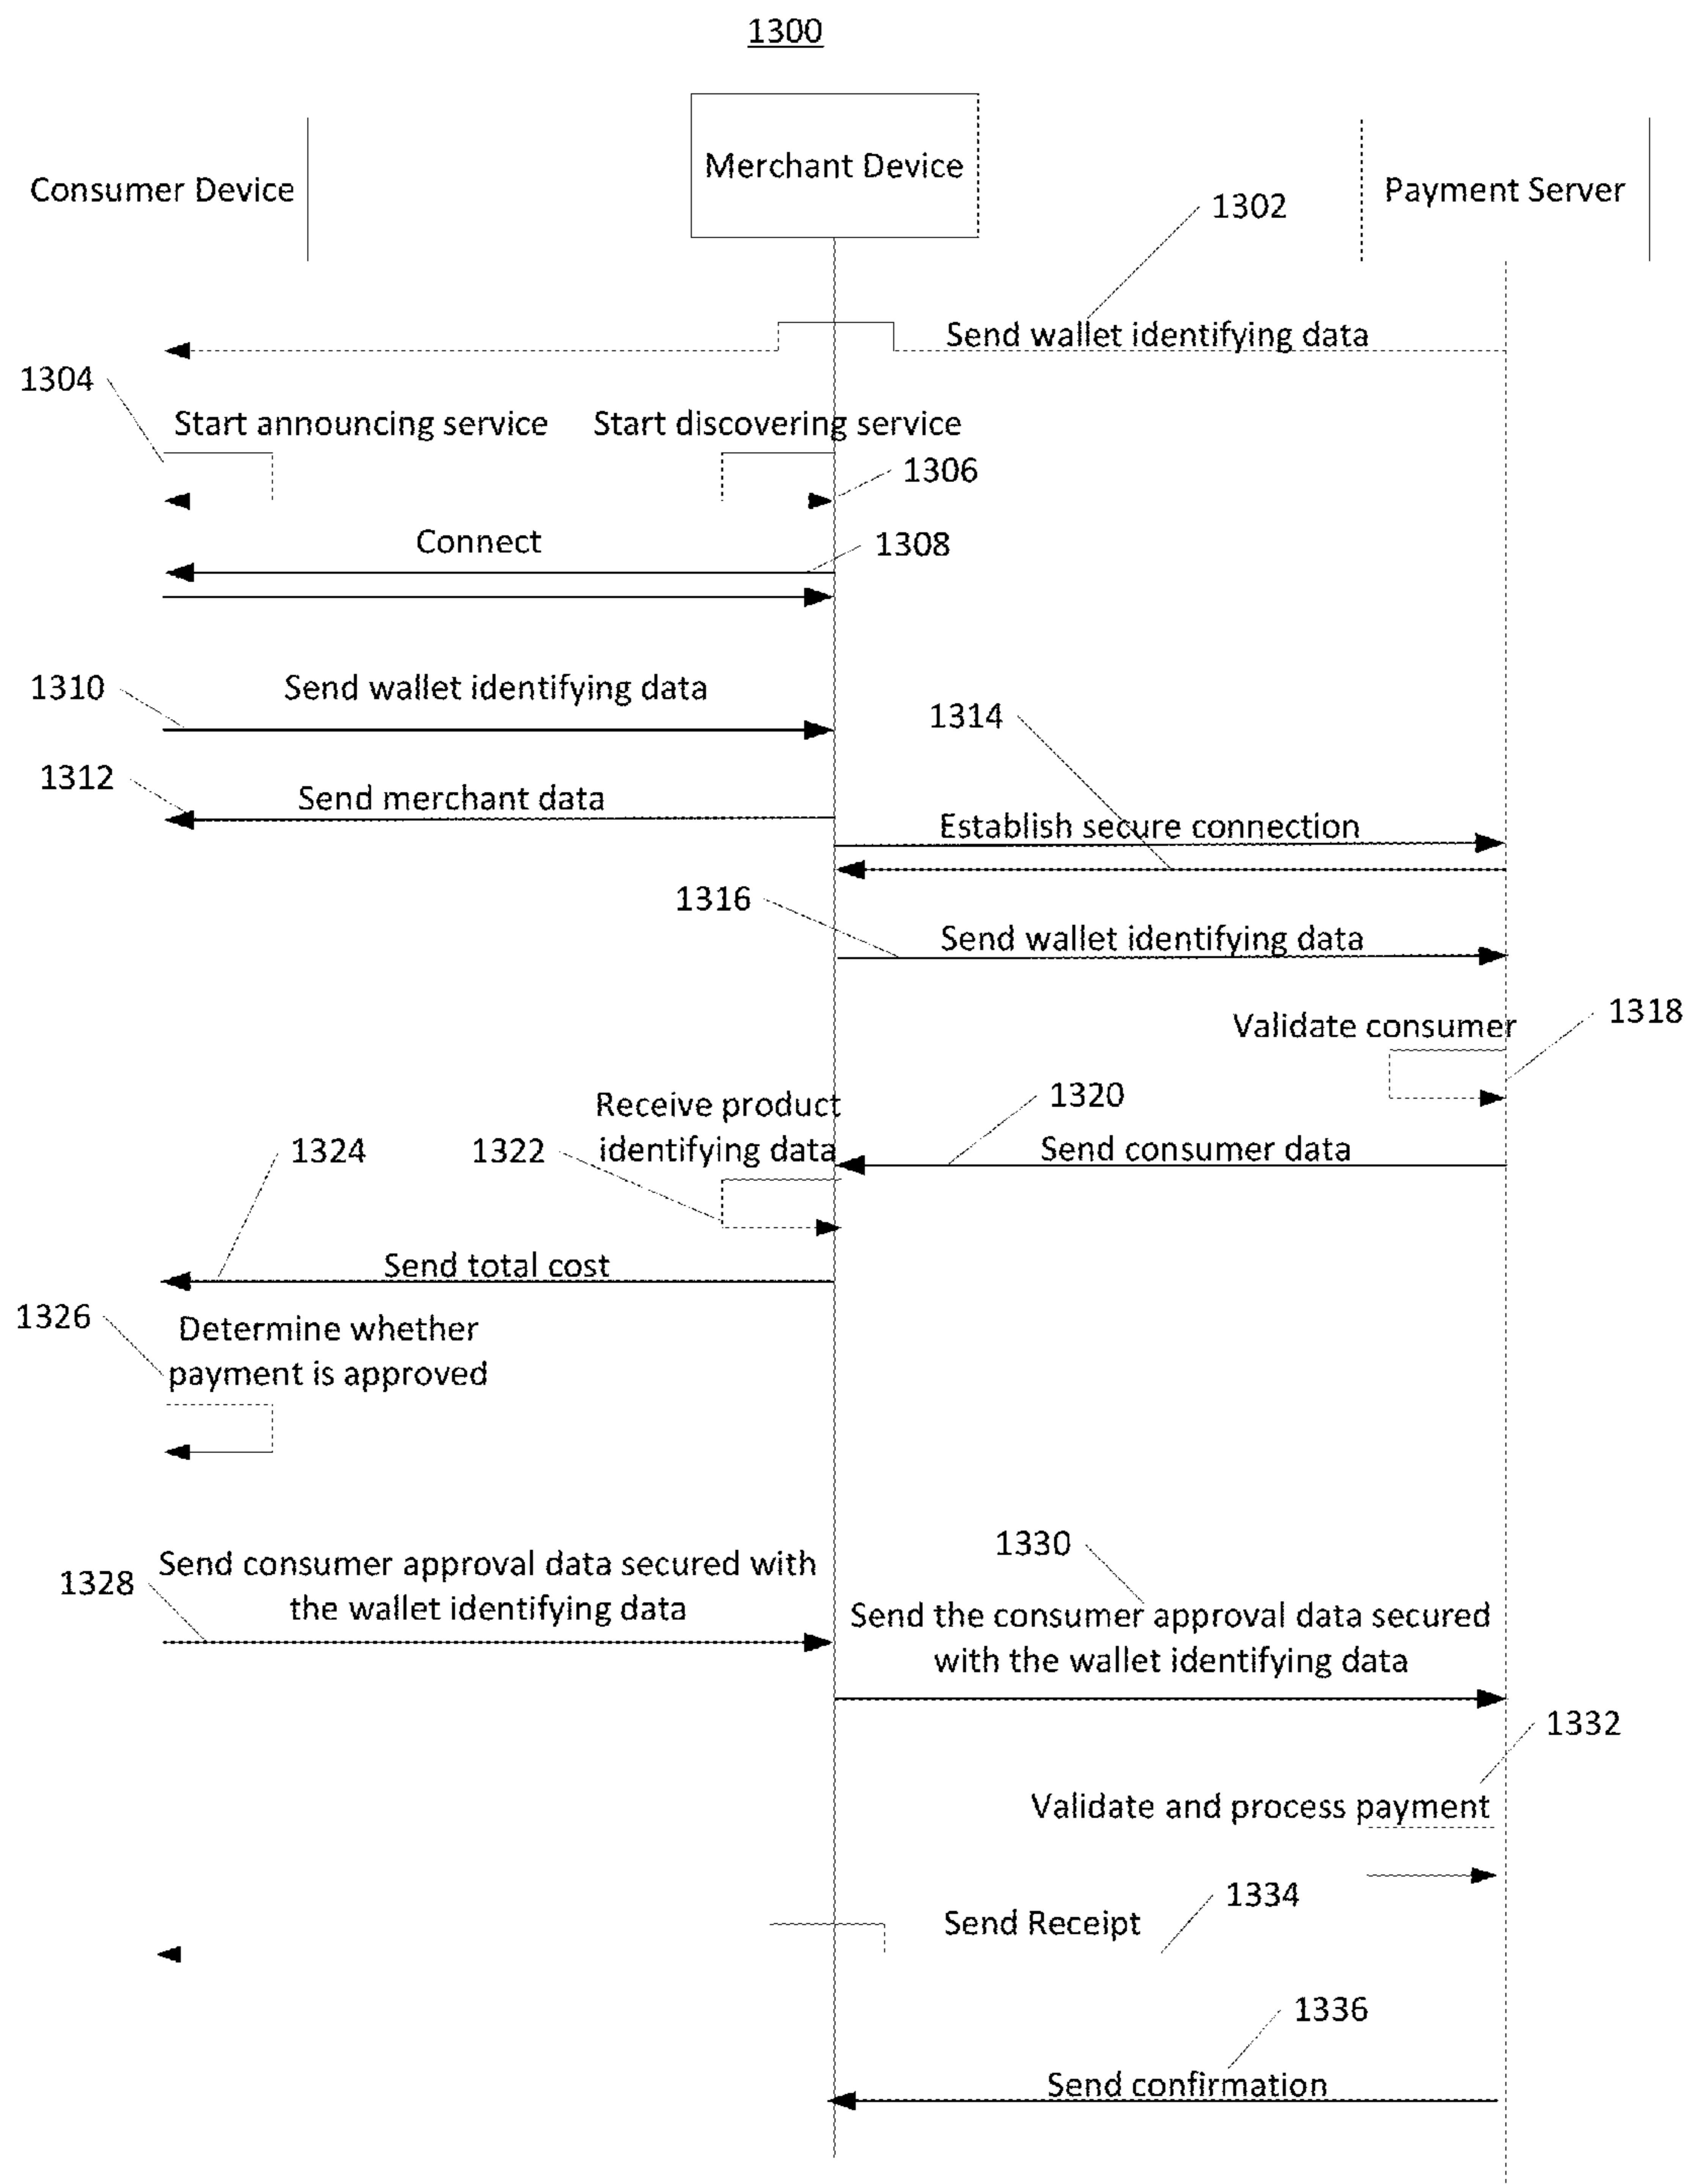 1300
Merchant Device
Consumer Device
Payment Server
1302
Send wallet identifying data
1304
Start announcing service
Start discovering service
1306
Connect
1308
1310
Send wallet identifying data
1314
1312
Send merchant data
Establish secure connection
1316
Send wallet identifying data
1318
Validate consumer
1320
Receive product
identifying data
1324
1322
Send consumer data
Send total cost
1326
Determine whether
payment is approved
1330
Send consumer approval data secured with
the wallet identifying data
1328
Send the consumer approval data secured
with the wallet identifying data
1332
Validate and process payment
1334
Send Receipt
1336
Send confirmation